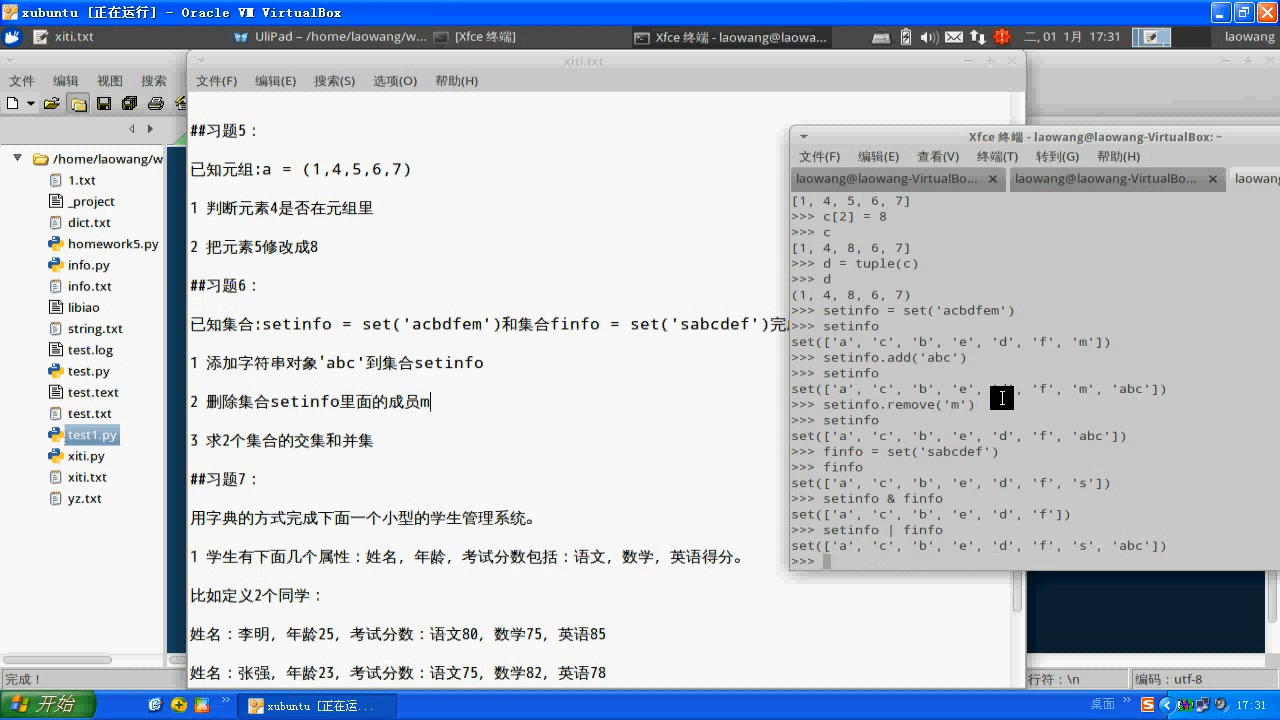 xubuntu [正在运行] - Oracle VM VirtualBox
xiti.txt
UliPad – /home/laowang/w...
[Xfce 终端]
Xfce 终端 - laowang@laowa...
二, 01 1月 17:31
laowang
文件 编辑 视图 搜索
/home/laowang/w
1.txt
_project
dict.txt
homework5.py
info.py
info.txt
libiao
string.txt
test.log
test.py
test.text
test.txt
test1.py
xiti.py
xiti.txt
yz.txt
xiti.txt
文件(F) 编辑(E) 搜索(S) 选项(O) 帮助(H)
##习题5：
已知元组:a = (1,4,5,6,7)
1 判断元素4是否在元组里
2 把元素5修改成8
##习题6：
已知集合:setinfo = set('acbdfem')和集合finfo = set('sabcdef')完
1 添加字符串对象'abc'到集合setinfo
2 删除集合setinfo里面的成员m
3 求2个集合的交集和并集
##习题7：
用字典的方式完成下面一个小型的学生管理系统。
1 学生有下面几个属性：姓名，年龄，考试分数包括：语文，数学，英语得分。
比如定义2个同学：
姓名：李明，年龄25，考试分数：语文80，数学75，英语85
姓名：张强，年龄23，考试分数：语文75，数学82，英语78
Xfce 终端 - laowang@laowang-VirtualBox: ~
文件(F) 编辑(E) 查看(V) 终端(T) 转到(G) 帮助(H)
laowang@laowang-VirtualBo...
laowang@laowang-VirtualBo...
laowang
[1, 4, 5, 6, 7]
>>> c[2] = 8
>>> c
[1, 4, 8, 6, 7]
>>> d = tuple(c)
>>> d
(1, 4, 8, 6, 7)
>>> setinfo = set('acbdfem')
>>> setinfo
set(['a', 'c', 'b', 'e', 'd', 'f', 'm'])
>>> setinfo.add('abc')
>>> setinfo
set(['a', 'c', 'b', 'e', 'd', 'f', 'm', 'abc'])
>>> setinfo.remove('m')
>>> setinfo
set(['a', 'c', 'b', 'e', 'd', 'f', 'abc'])
>>> finfo = set('sabcdef')
>>> finfo
set(['a', 'c', 'b', 'e', 'd', 'f', 's'])
>>> setinfo & finfo
set(['a', 'c', 'b', 'e', 'd', 'f'])
>>> setinfo | finfo
set(['a', 'c', 'b', 'e', 'd', 'f', 's', 'abc'])
>>>
完成！
行符：\n
编码：utf-8
开始
xubuntu [正在运...
桌面
17:31